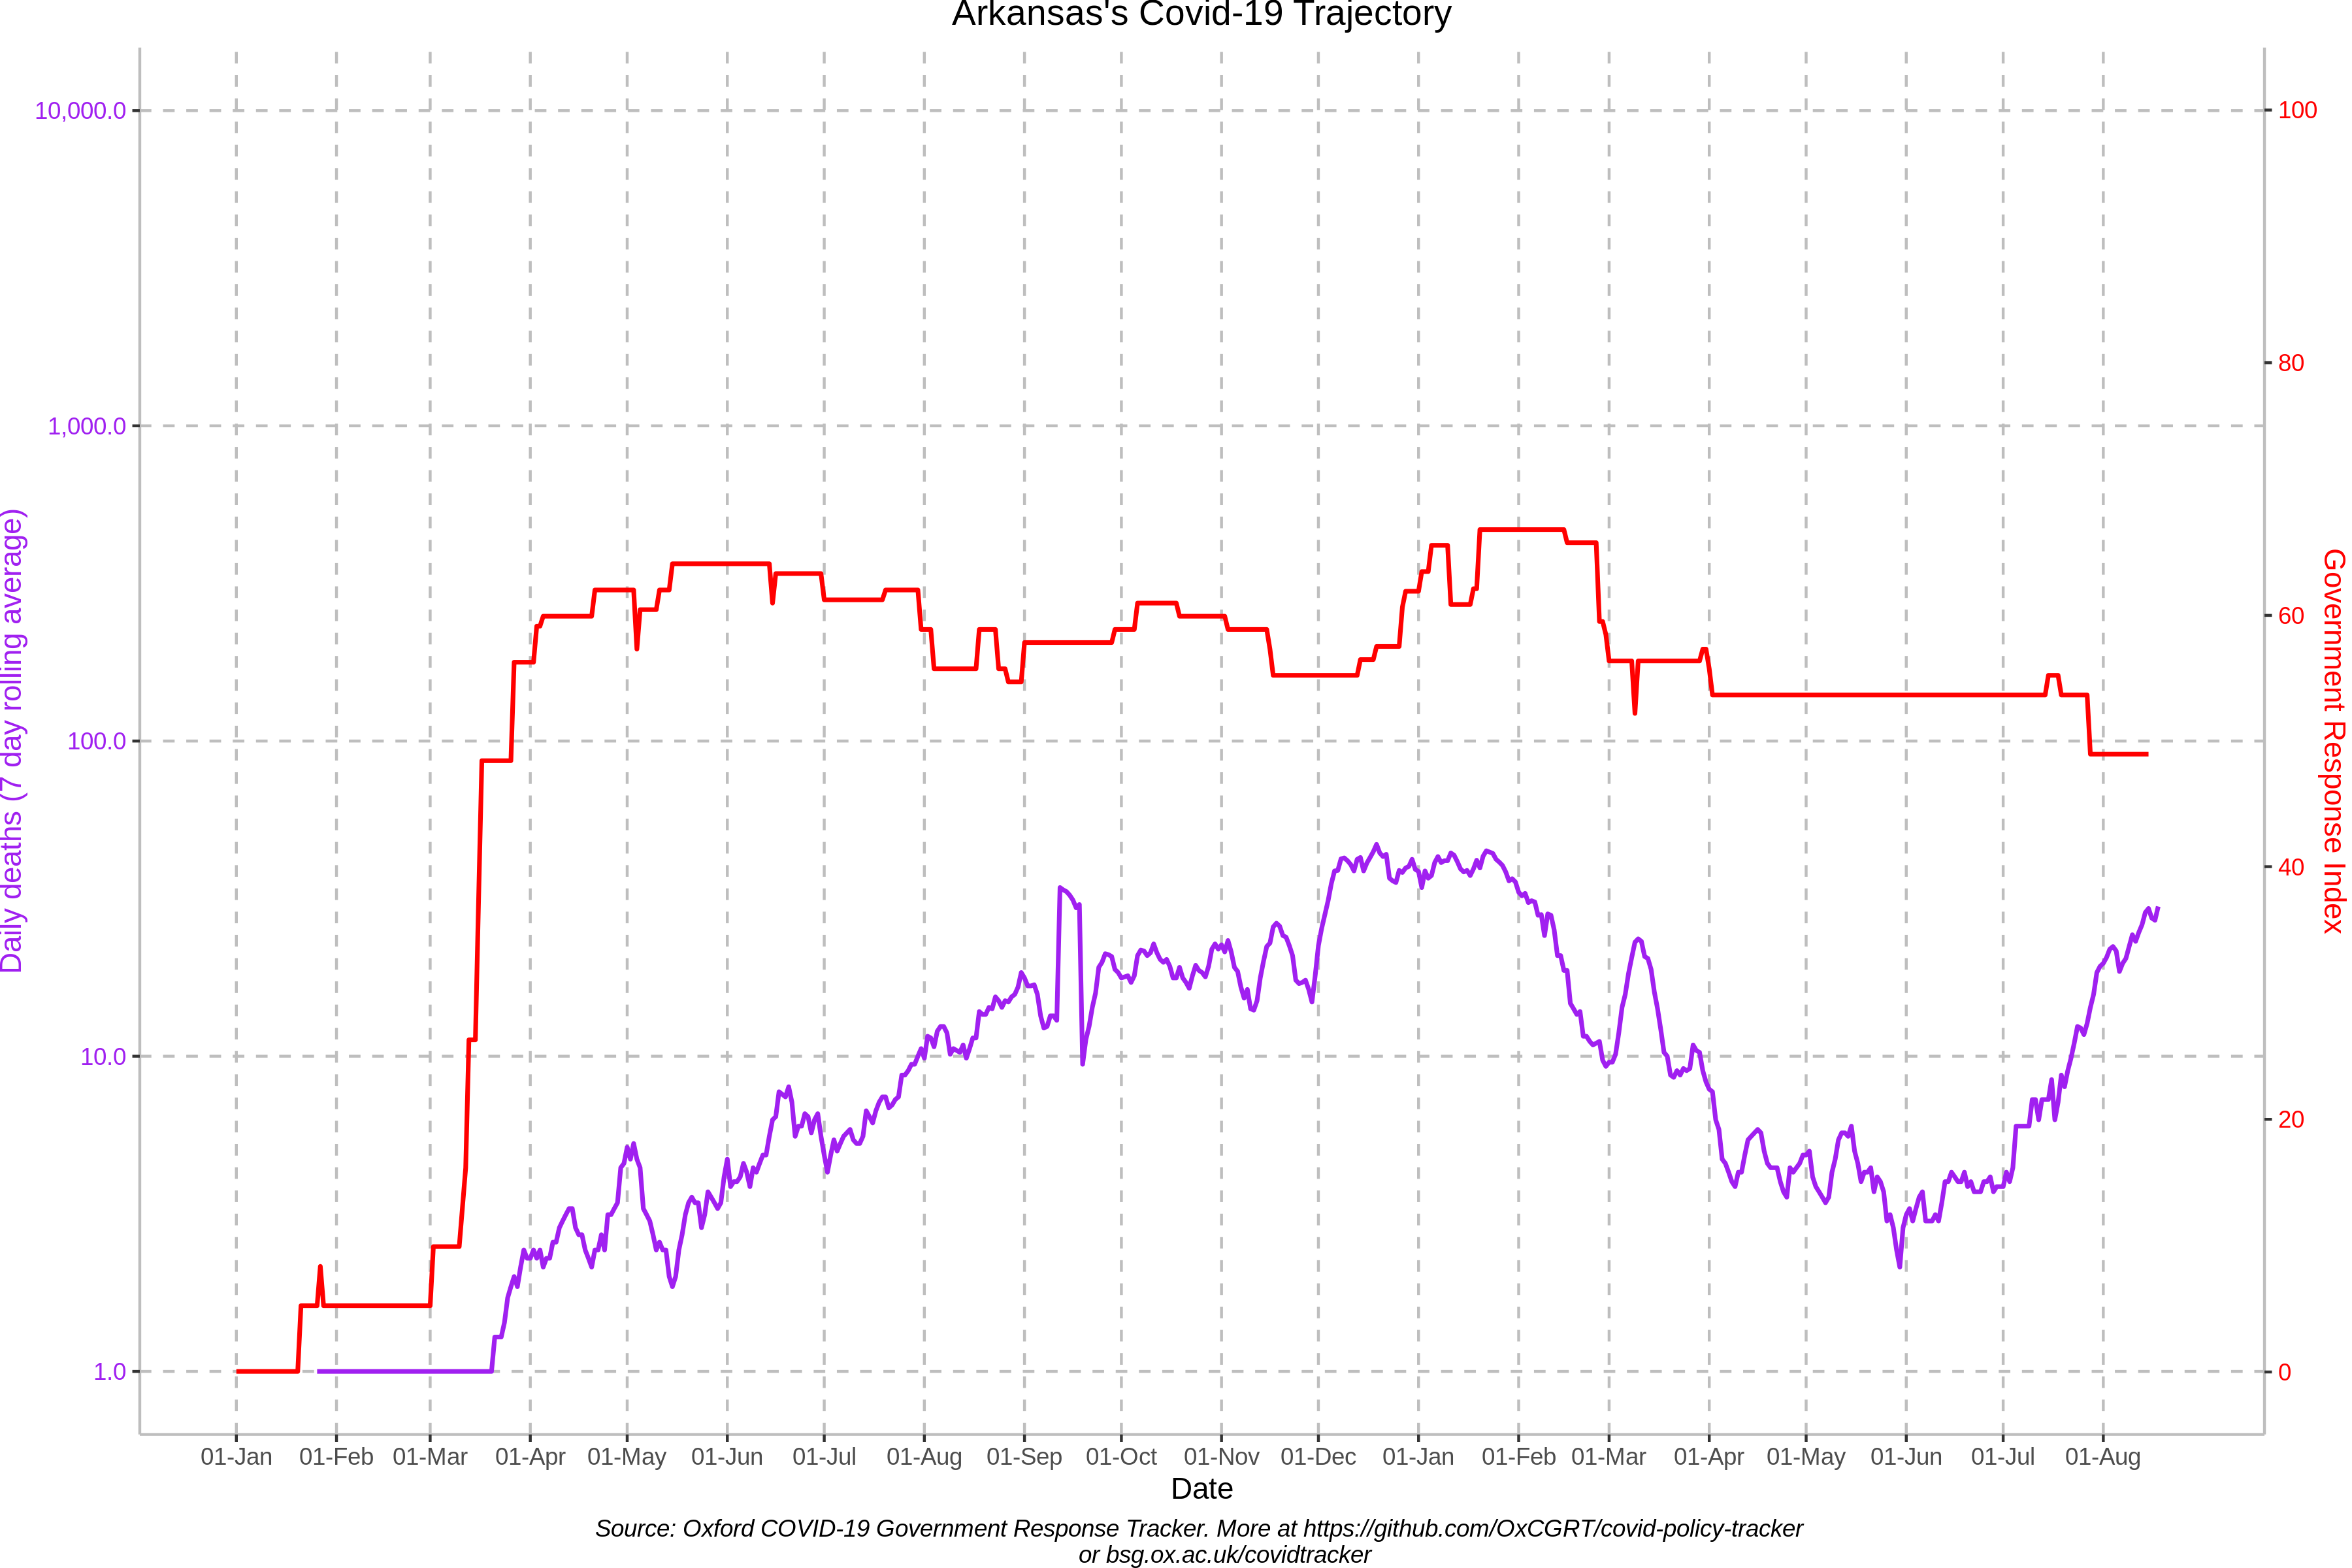 Arkansas's Covid-19 Trajectory
10,000.0
1,000.0
100.0
10.0
1.0
Daily deaths (7 day rolling average)
100
80
60
40
20
0
Government Response Index
01-Jan 01-Feb 01-Mar 01-Apr 01-May 01-Jun 01-Jul 01-Aug 01-Sep 01-Oct 01-Nov 01-Dec 01-Jan 01-Feb 01-Mar 01-Apr 01-May 01-Jun 01-Jul 01-Aug
Date
Source: Oxford COVID-19 Government Response Tracker. More at https://github.com/OxCGRT/covid-policy-tracker
or bsg.ox.ac.uk/covidtracker